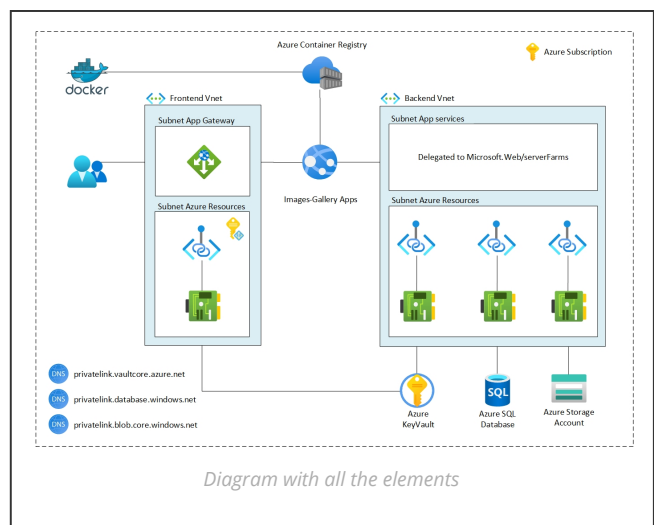 Azure Container Registry
Azure Subscription
docker
Frontend Vnet
Backend Vnet
Subnet App Gateway
Subnet App services
Delegated to Microsoft.Web/serverFarms
Images-Gallery Apps
Subnet Azure Resources
Subnet Azure Resources
DNS privatelink.vaultcore.azure.net
DNS privatelink.database.windows.net
DNS privatelink.blob.core.windows.net
Azure
KeyVault
SQL
Azure SQL
Database
Azure Storage
Account
Diagram with all the elements